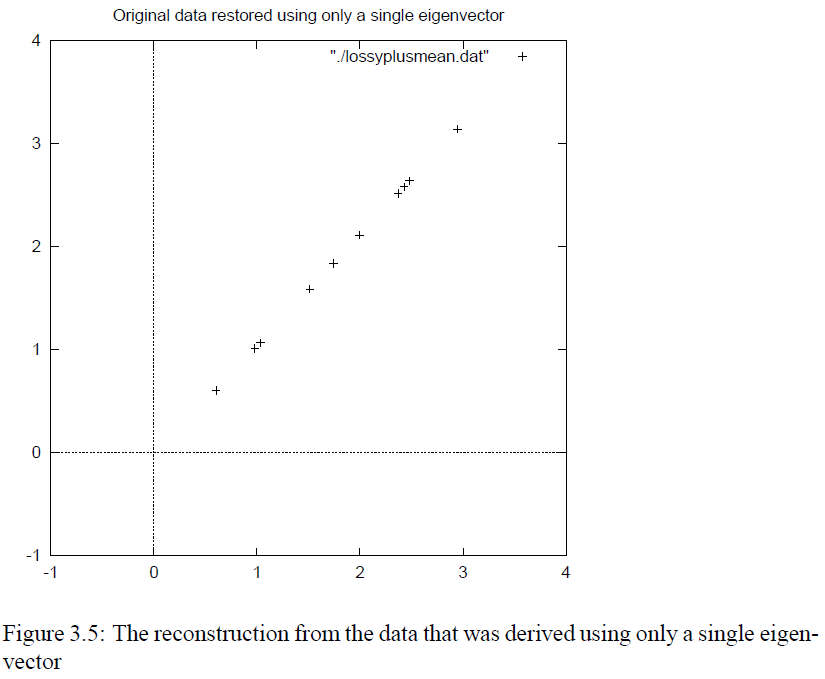 Original data restored using only a single eigenvector
4
"./lossyplusmean.dat"
3
2
1
0
-1
-1 0 1 2 3 4
Figure 3.5: The reconstruction from the data that was derived using only a single eigen-
vector